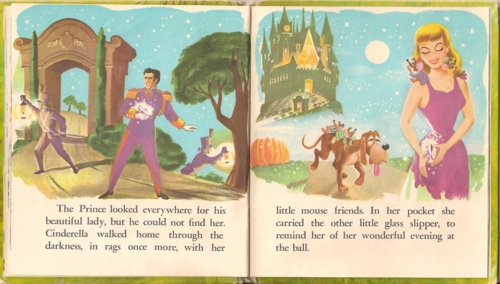 The Prince looked everywhere for his
beautiful lady, but he could not find her.
Cinderella walked home through the
darkness, in rags once more, with her
little mouse friends. In her pocket she
carried the other little glass slipper, to
remind her of her wonderful evening at
the ball.